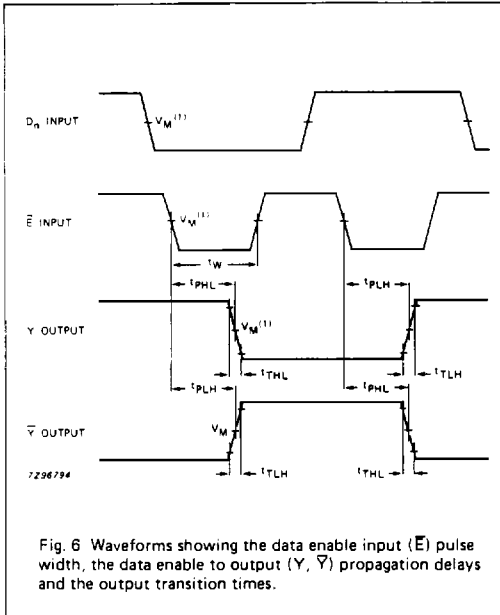 Dn INPUT
VM(1)
E̅ INPUT
VM(1)
tW
tPHL
tPLH
Y OUTPUT
VM(1)
tTHL
tTLH
tPLH
tPHL
Y̅ OUTPUT
VM
tTLH
tTHL
7Z96794
Fig. 6 Waveforms showing the data enable input (E̅) pulse
width, the data enable to output (Y, Y̅) propagation delays
and the output transition times.